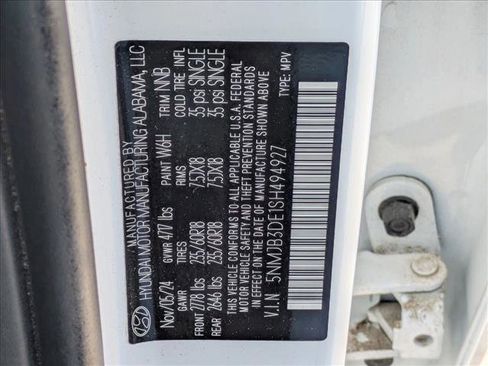 MANUFACTURED BY
HYUNDAI MOTOR MANUFACTURING ALABAMA, LLC
Nov/05/24 GVWR 4717 lbs PAINT W6H TRIM NNB
GAWR TIRES RIMS COLD TIRE INFL
FRONT 2778 lbs 235/60R18 7.5JX18 35 psi SINGLE
REAR 2646 lbs 235/60R18 7.5JX18 35 psi SINGLE
THIS VEHICLE CONFORMS TO ALL APPLICABLE U.S.A. FEDERAL
MOTOR VEHICLE SAFETY AND THEFT PREVENTION STANDARDS
IN EFFECT ON THE DATE OF MANUFACTURE SHOWN ABOVE
V.I.N 5NMJB3DE1SH494927 TYPE: MPV